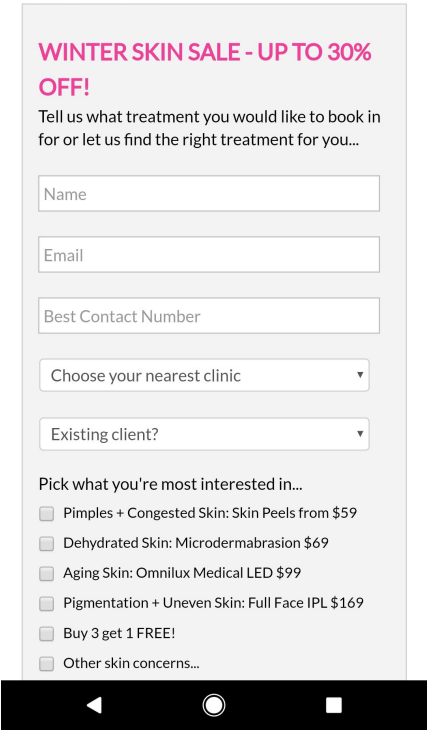 WINTER SKIN SALE - UP TO 30%
OFF!
Tell us what treatment you would like to book in
for or let us find the right treatment for you...
Name
Email
Best Contact Number
Choose your nearest clinic
Existing client?
Pick what you're most interested in...
Pimples + Congested Skin: Skin Peels from $59
Dehydrated Skin: Microdermabrasion $69
Aging Skin: Omnilux Medical LED $99
Pigmentation + Uneven Skin: Full Face IPL $169
Buy 3 get 1 FREE!
Other skin concerns...